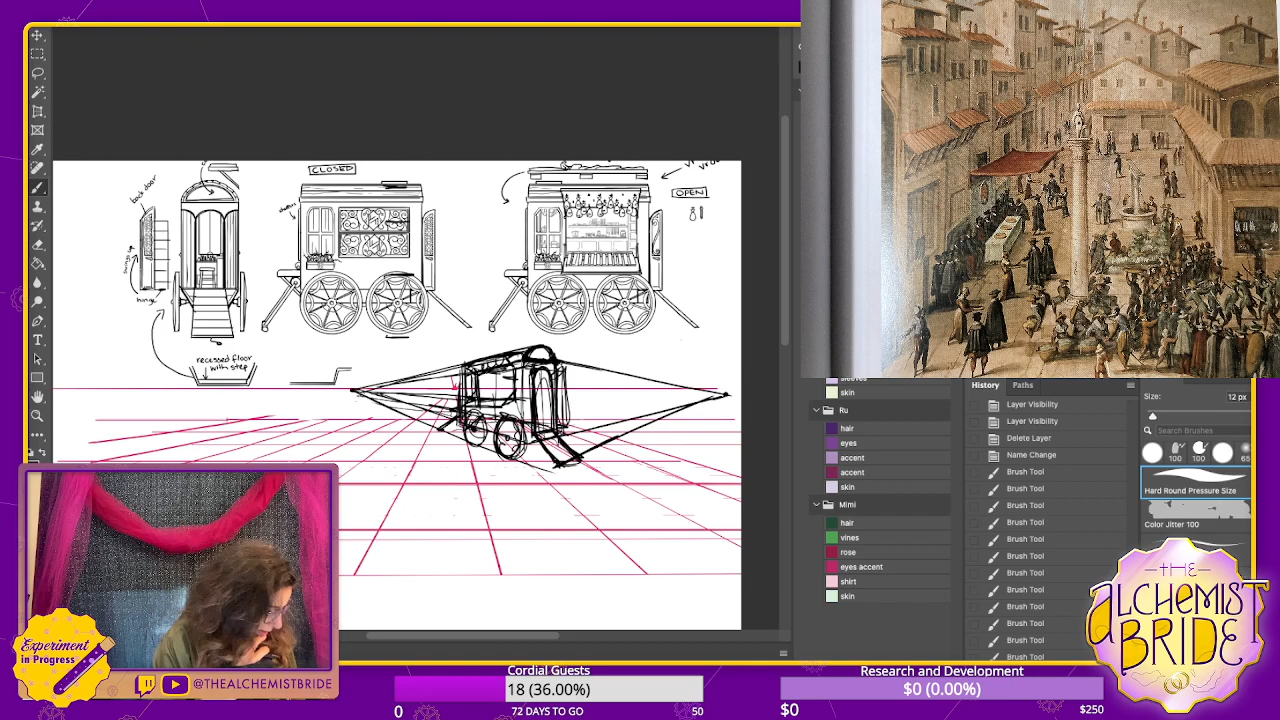 CLOSED
OPEN
back door
hinge
recessed floor
with step
sleeves
skin
Ru
hair
eyes
accent
accent
skin
Mimi
hair
vines
rose
eyes accent
shirt
skin
History
Paths
Layer Visibility
Layer Visibility
Delete Layer
Name Change
Brush Tool
Brush Tool
Brush Tool
Brush Tool
Brush Tool
Brush Tool
Brush Tool
Brush Tool
Brush Tool
Brush Tool
Brush Tool
Brush Tool
Size:
12 px
Search Brushes
100
100
65
Hard Round Pressure Size
Color Jitter 100
Experiment
in Progress
@THEALCHEMISTBRIDE
Cordial Guests
18 (36.00%)
0
72 DAYS TO GO
50
Research and Development
$0 (0.00%)
$0
$250
THE
ALCHEMIST
BRIDE